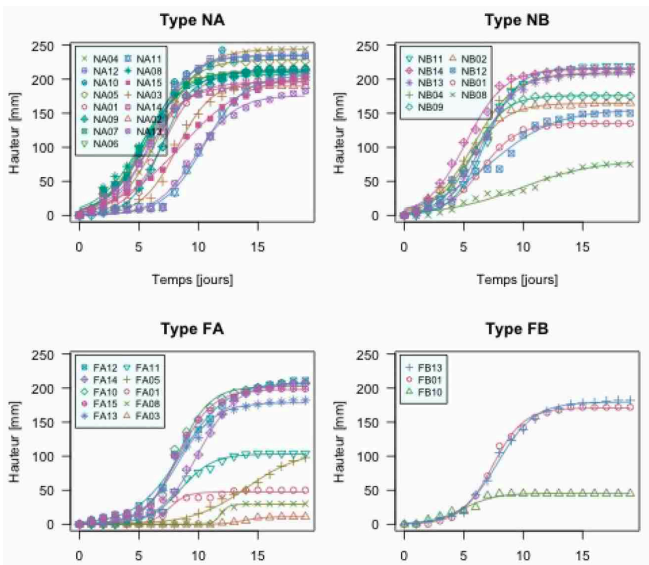 Type NA
Type NB
Hauteur [mm]
250
200
150
100
50
0
NA04 NA11
NA12 NA08
NA10 NA15
NA05 NA03
NA01 NA14
NA09 NA02
NA07 NA13
NA06
0 5 10 15
Temps [jours]
Hauteur [mm]
250
200
150
100
50
0
NB11 NB02
NB14 NB12
NB13 NB01
NB04 NB08
NB09
0 5 10 15
Temps [jours]
Type FA
Type FB
Hauteur [mm]
250
200
150
100
50
0
FA12 FA11
FA14 FA05
FA10 FA01
FA15 FA08
FA13 FA03
0 5 10 15
Hauteur [mm]
250
200
150
100
50
0
FB13
FB01
FB10
0 5 10 15